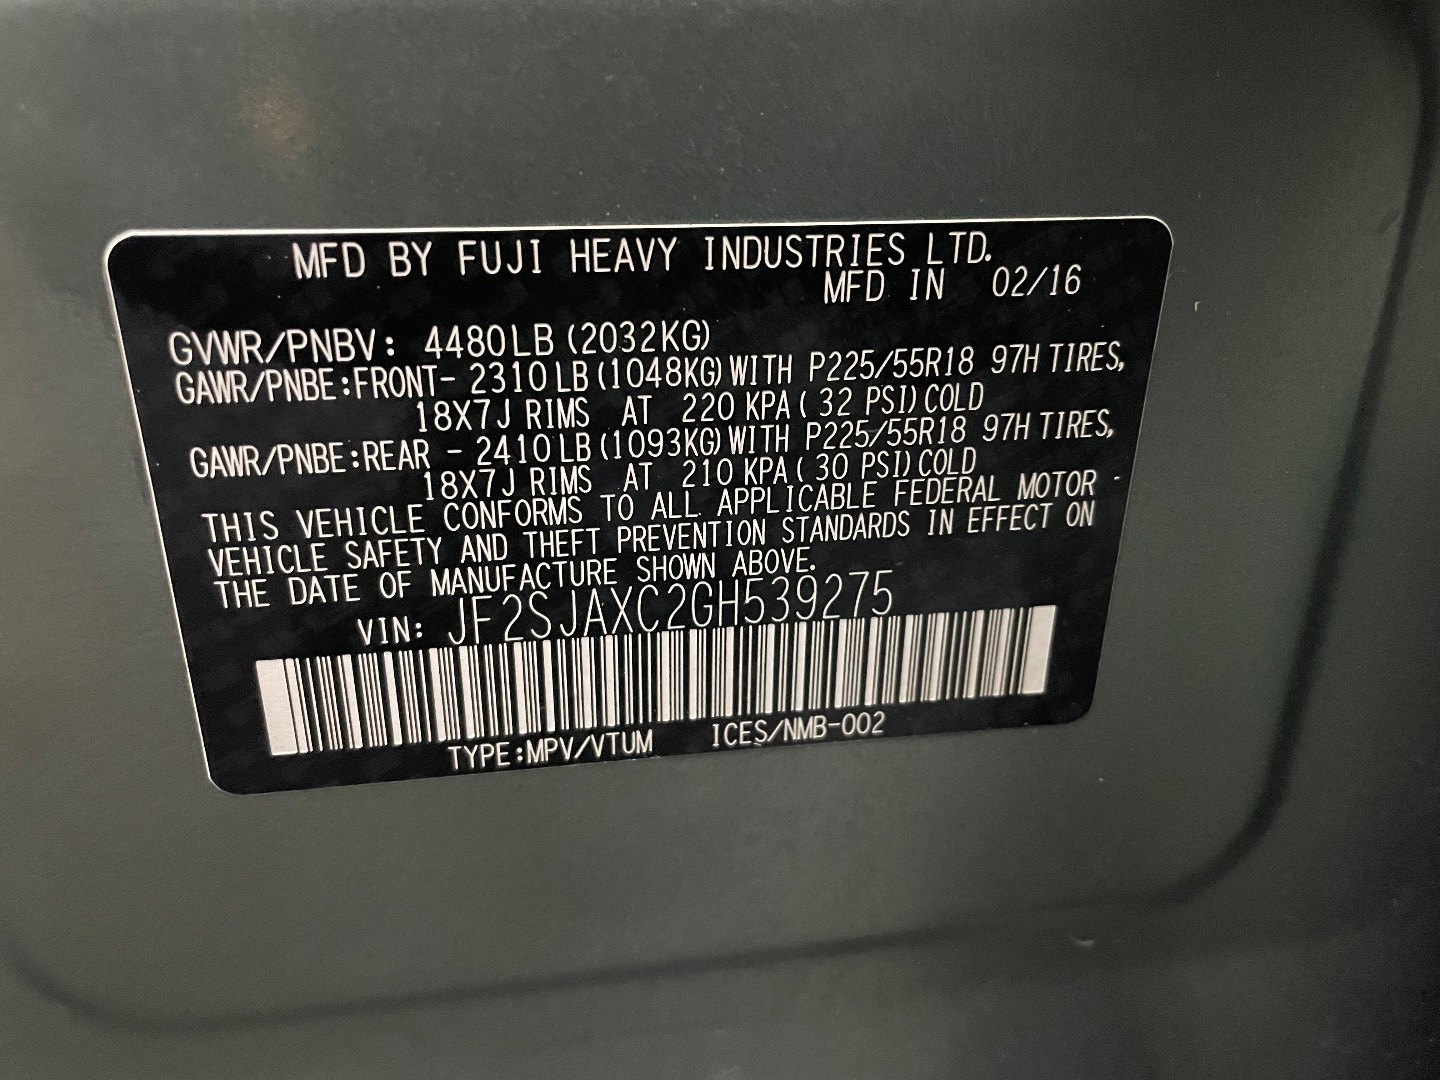 MFD BY FUJI HEAVY INDUSTRIES LTD.
MFD IN 02/16
GVWR/PNBV: 4480LB (2032KG)
GAWR/PNBE:FRONT- 2310LB(1048KG)WITH P225/55R18 97H TIRES,
18X7J RIMS AT 220 KPA( 32 PSI)COLD
GAWR/PNBE:REAR - 2410LB(1093KG)WITH P225/55R18 97H TIRES,
18X7J RIMS AT 210 KPA( 30 PSI)COLD
THIS VEHICLE CONFORMS TO ALL APPLICABLE FEDERAL MOTOR
VEHICLE SAFETY AND THEFT PREVENTION STANDARDS IN EFFECT ON
THE DATE OF MANUFACTURE SHOWN ABOVE.
VIN: JF2SJAXC2GH539275
TYPE:MPV/VTUM ICES/NMB-002